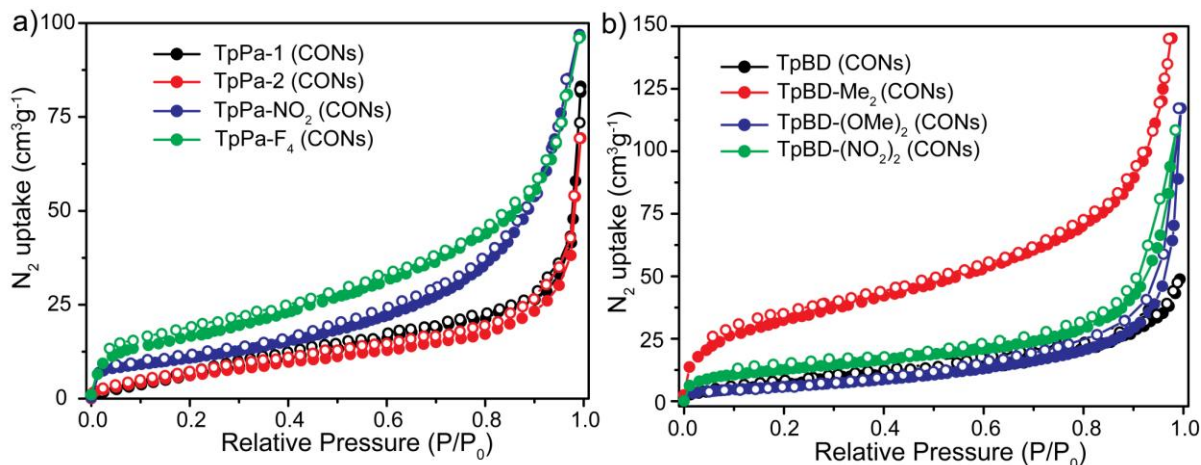 a)
N₂ uptake (cm³g⁻¹)
100
75
50
25
0
TpPa-1 (CONs)
TpPa-2 (CONs)
TpPa-NO₂ (CONs)
TpPa-F₄ (CONs)
0.0 0.2 0.4 0.6 0.8 1.0
Relative Pressure (P/P₀)
b)
N₂ uptake (cm³g⁻¹)
150
125
100
75
50
25
0
TpBD (CONs)
TpBD-Me₂ (CONs)
TpBD-(OMe)₂ (CONs)
TpBD-(NO₂)₂ (CONs)
0.0 0.2 0.4 0.6 0.8 1.0
Relative Pressure (P/P₀)